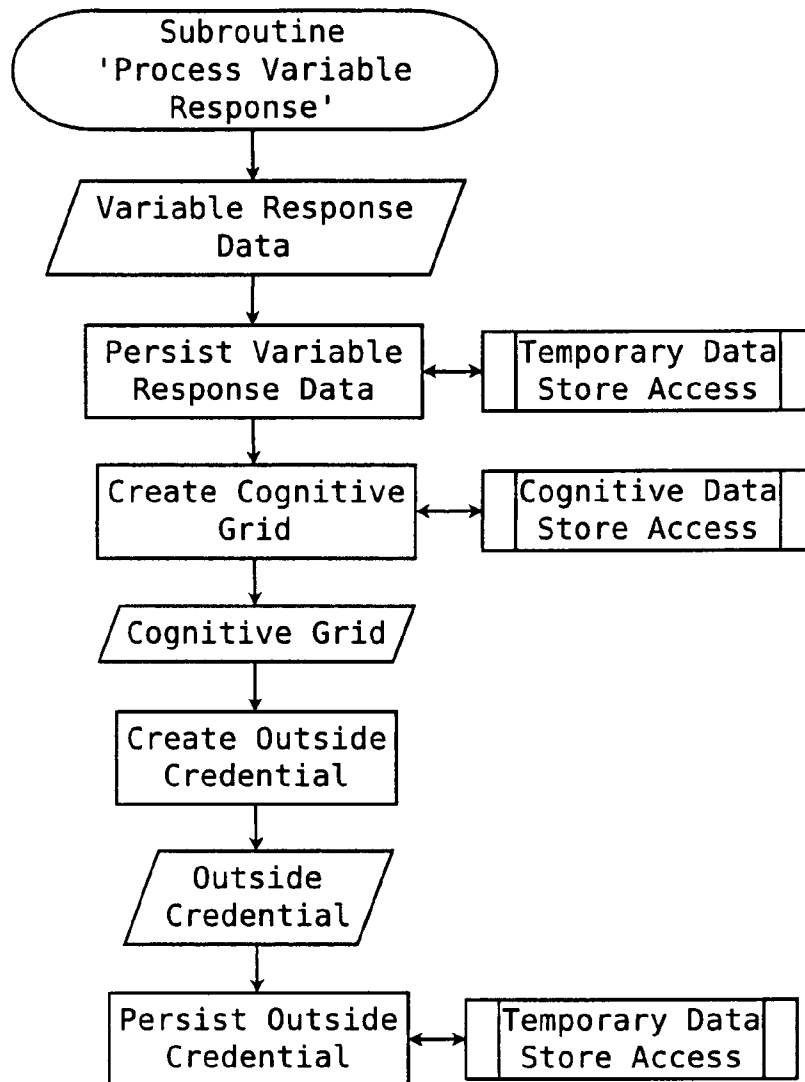 Subroutine
'Process Variable
Response'
Variable Response
Data
Persist Variable
Response Data
Temporary Data
Store Access
Create Cognitive
Grid
Cognitive Data
Store Access
Cognitive Grid
Create Outside
Credential
Outside
Credential
Persist Outside
Credential
Temporary Data
Store Access